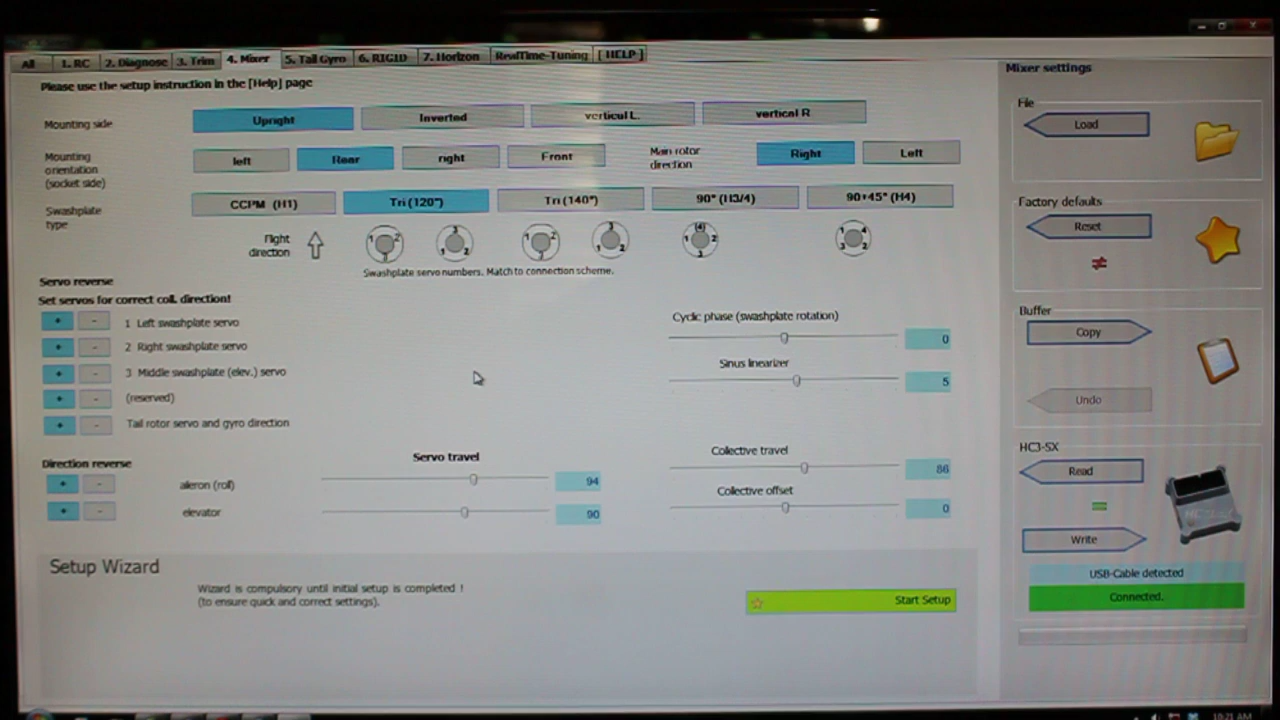 All 1. RC 2. Diagnose 3. Trim 4. Mixer 5. Tail Gyro 6. RIGID 7. Horizon RealTime-Tuning [ HELP ]
Please use the setup instruction in the [Help] page
Mounting side Upright Inverted vertical L. vertical R
Mounting orientation (socket side) left Rear right Front
Main rotor direction Right Left
Swashplate type CCPM (H1) Tri (120°) Tri (140°) 90° (H3/4) 90+45° (H4)
Flight direction
Swashplate servo numbers. Match to connection scheme.
Servo reverse
Set servos for correct coll. direction!
+ - 1 Left swashplate servo
+ - 2 Right swashplate servo
+ - 3 Middle swashplate (elev.) servo
+ - (reserved)
+ - Tail rotor servo and gyro direction
Cyclic phase (swashplate rotation)
0
Sinus linearizer
5
Direction reverse Servo travel
+ - aileron (roll) 94
+ - elevator 90
Collective travel
86
Collective offset
0
Setup Wizard
Wizard is compulsory until initial setup is completed !
(to ensure quick and correct settings).
Start Setup
Mixer settings
File
Load
Factory defaults
Reset
Buffer
Copy
Undo
HC3-SX
Read
Write
USB-Cable detected
Connected.
10:21 AM